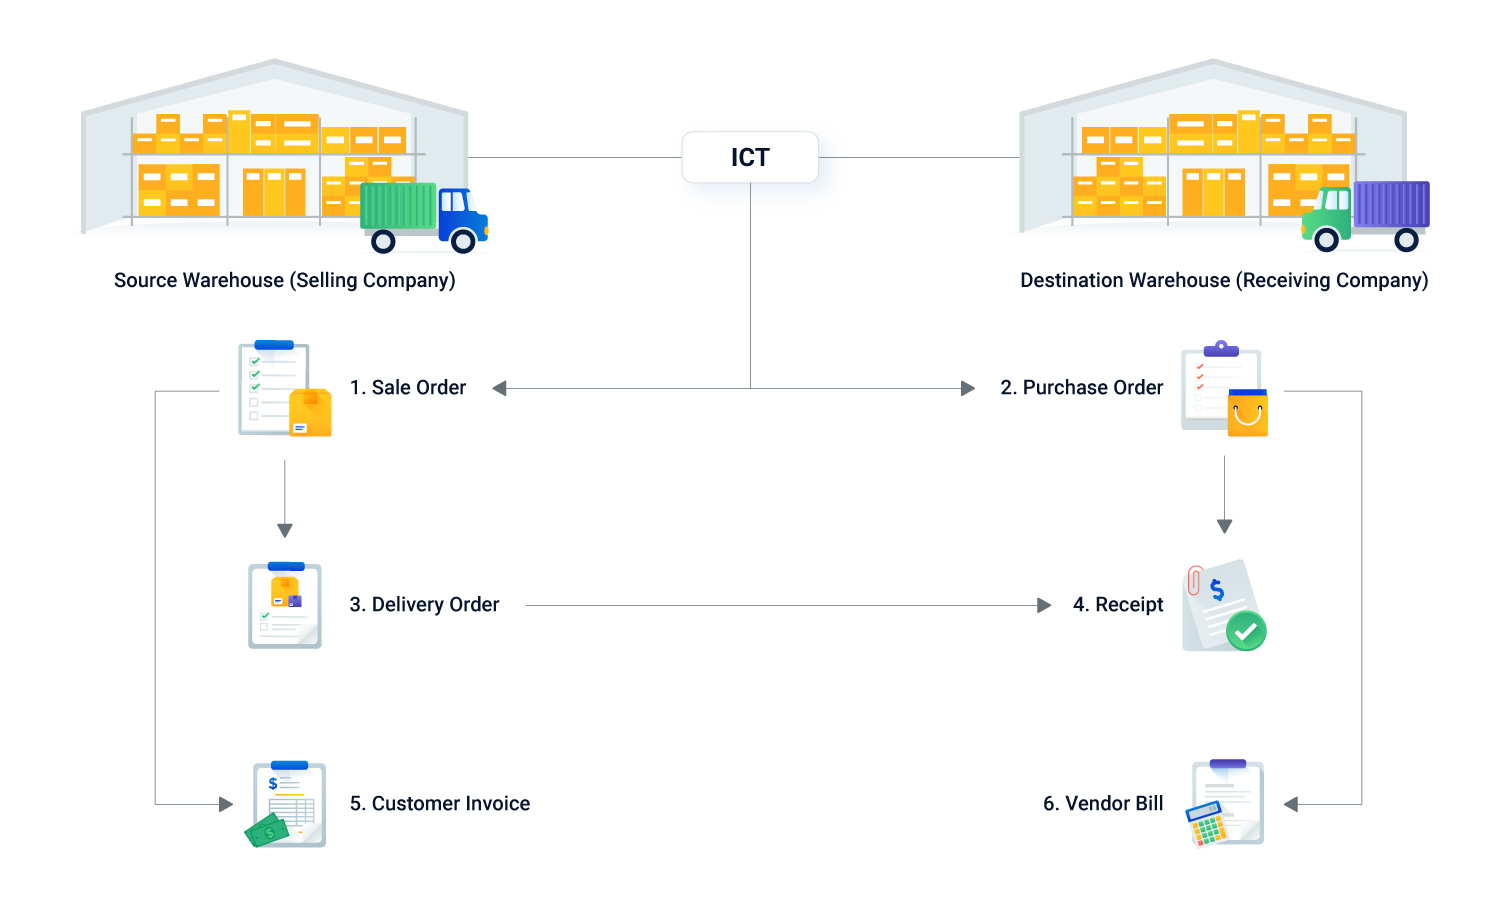 ICT
Source Warehouse (Selling Company)
Destination Warehouse (Receiving Company)
1. Sale Order
2. Purchase Order
3. Delivery Order
4. Receipt
$
$
5. Customer Invoice
6. Vendor Bill
$